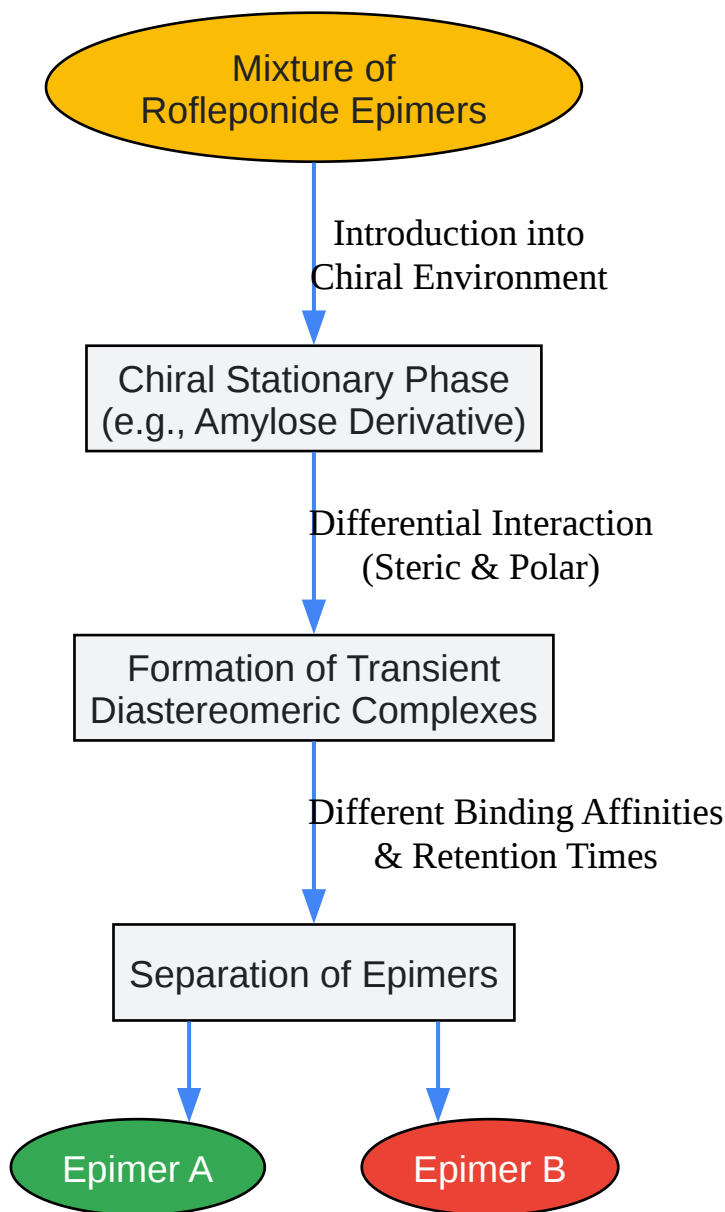 Mixture of
Rofleponide Epimers
Introduction into
Chiral Environment
Chiral Stationary Phase
(e.g., Amylose Derivative)
Differential Interaction
(Steric & Polar)
Formation of Transient
Diastereomeric Complexes
Different Binding Affinities
& Retention Times
Separation of Epimers
Epimer A
Epimer B